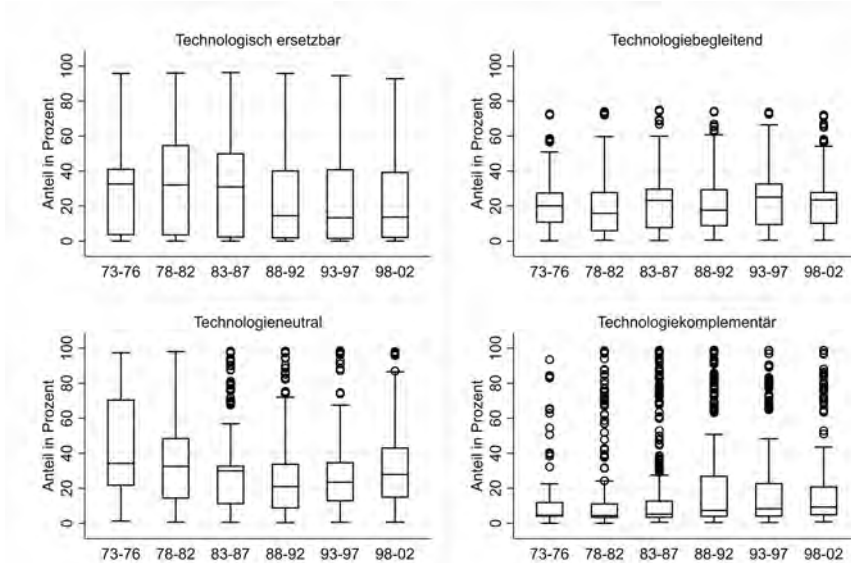 Technologisch ersetzbar
Anteil in Prozent
100
80
60
40
20
0
73-76 78-82 83-87 88-92 93-97 98-02
Technologiebegleitend
Anteil in Prozent
100
80
60
40
20
0
73-76 78-82 83-87 88-92 93-97 98-02
Technologieneutral
Anteil in Prozent
100
80
60
40
20
0
73-76 78-82 83-87 88-92 93-97 98-02
Technologiekomplementär
Anteil in Prozent
100
80
60
40
20
0
73-76 78-82 83-87 88-92 93-97 98-02